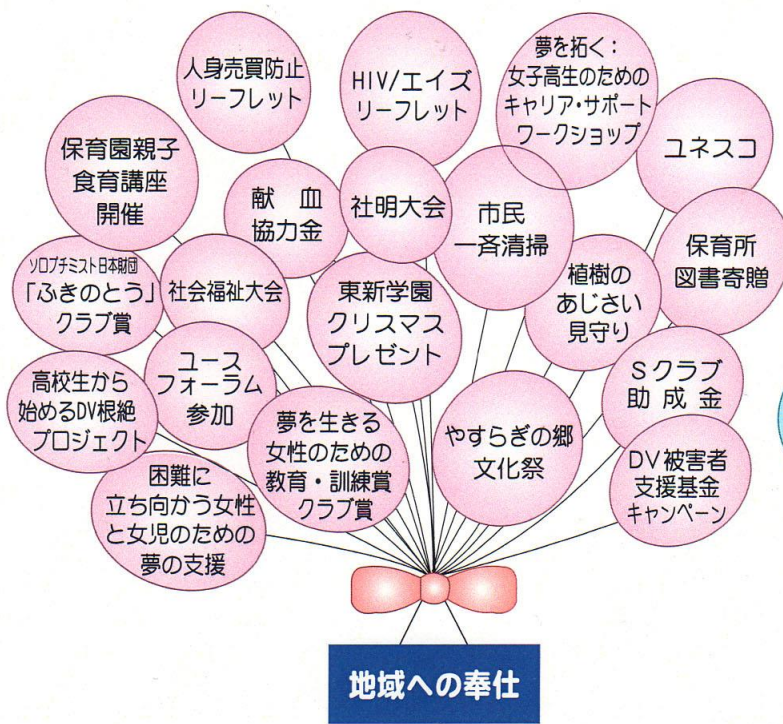 人身売買防止
リーフレット
HIV/エイズ
リーフレット
夢を拓く：
女子高生のための
キャリア・サポート
ワークショップ
ユネスコ
保育園親子
食育講座
開催
献　血
協力金
社明大会
市民
一斉清掃
保育所
図書寄贈
ソロプチミスト日本財団
「ふきのとう」
クラブ賞
社会福祉大会
東新学園
クリスマス
プレゼント
植樹の
あじさい
見守り
高校生から
始めるDV根絶
プロジェクト
ユース
フォーラム
参加
夢を生きる
女性のための
教育・訓練賞
クラブ賞
やすらぎの郷
文化祭
Ｓクラブ
助 成 金
困難に
立ち向かう女性
と女児のための
夢の支援
DV被害者
支援基金
キャンペーン
地域への奉仕